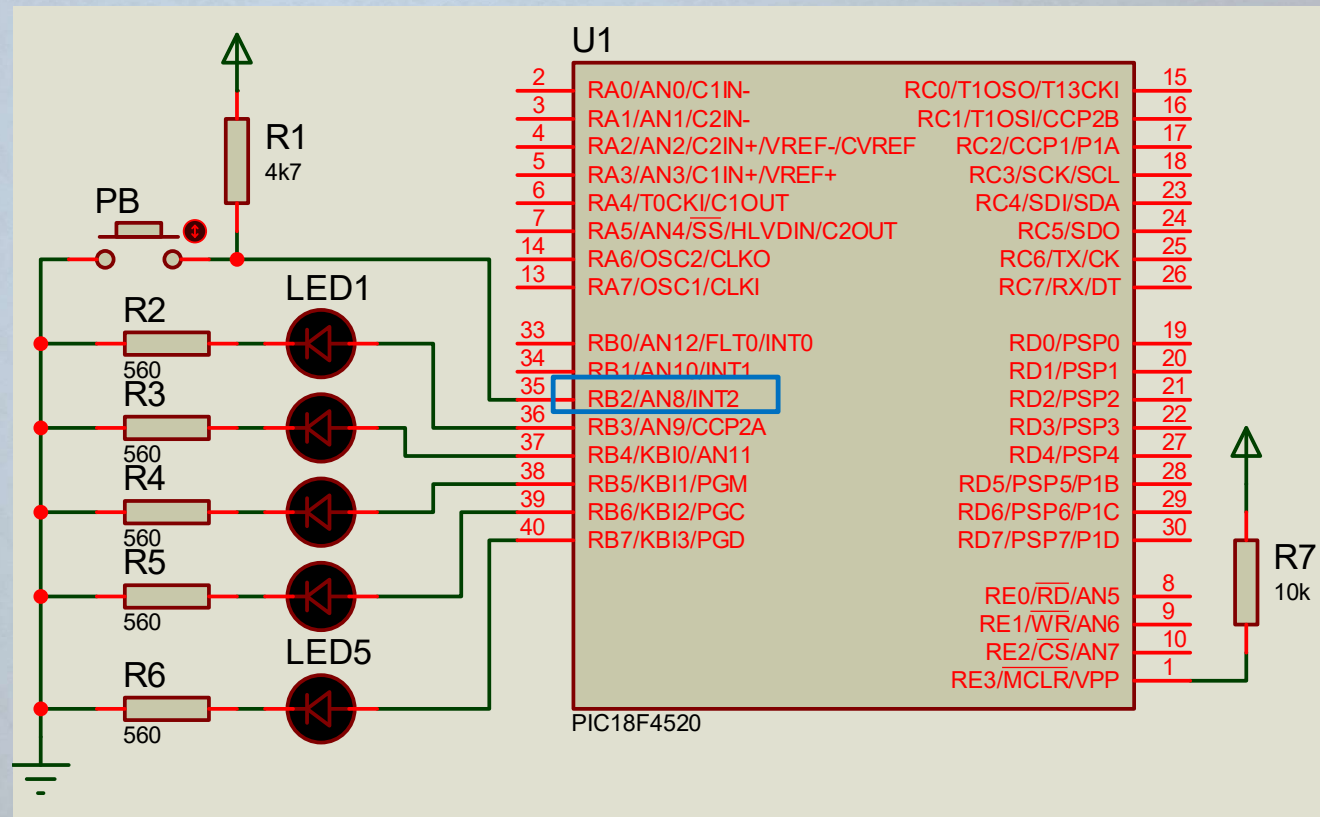 U1
R1
4k7
PB
LED1
R2
560
R3
560
R4
560
R5
560
LED5
R6
560
2 RA0/AN0/C1IN-
3 RA1/AN1/C2IN-
4 RA2/AN2/C2IN+/VREF-/CVREF
5 RA3/AN3/C1IN+/VREF+
6 RA4/T0CKI/C1OUT
7 RA5/AN4/SS/HLVDIN/C2OUT
14 RA6/OSC2/CLKO
13 RA7/OSC1/CLKI
33 RB0/AN12/FLT0/INT0
34 RB1/AN10/INT1
35 RB2/AN8/INT2
36 RB3/AN9/CCP2A
37 RB4/KBI0/AN11
38 RB5/KBI1/PGM
39 RB6/KBI2/PGC
40 RB7/KBI3/PGD
RC0/T1OSO/T13CKI 15
RC1/T1OSI/CCP2B 16
RC2/CCP1/P1A 17
RC3/SCK/SCL 18
RC4/SDI/SDA 23
RC5/SDO 24
RC6/TX/CK 25
RC7/RX/DT 26
RD0/PSP0 19
RD1/PSP1 20
RD2/PSP2 21
RD3/PSP3 22
RD4/PSP4 27
RD5/PSP5/P1B 28
RD6/PSP6/P1C 29
RD7/PSP7/P1D 30
RE0/RD/AN5 8
RE1/WR/AN6 9
RE2/CS/AN7 10
RE3/MCLR/VPP 1
PIC18F4520
R7
10k